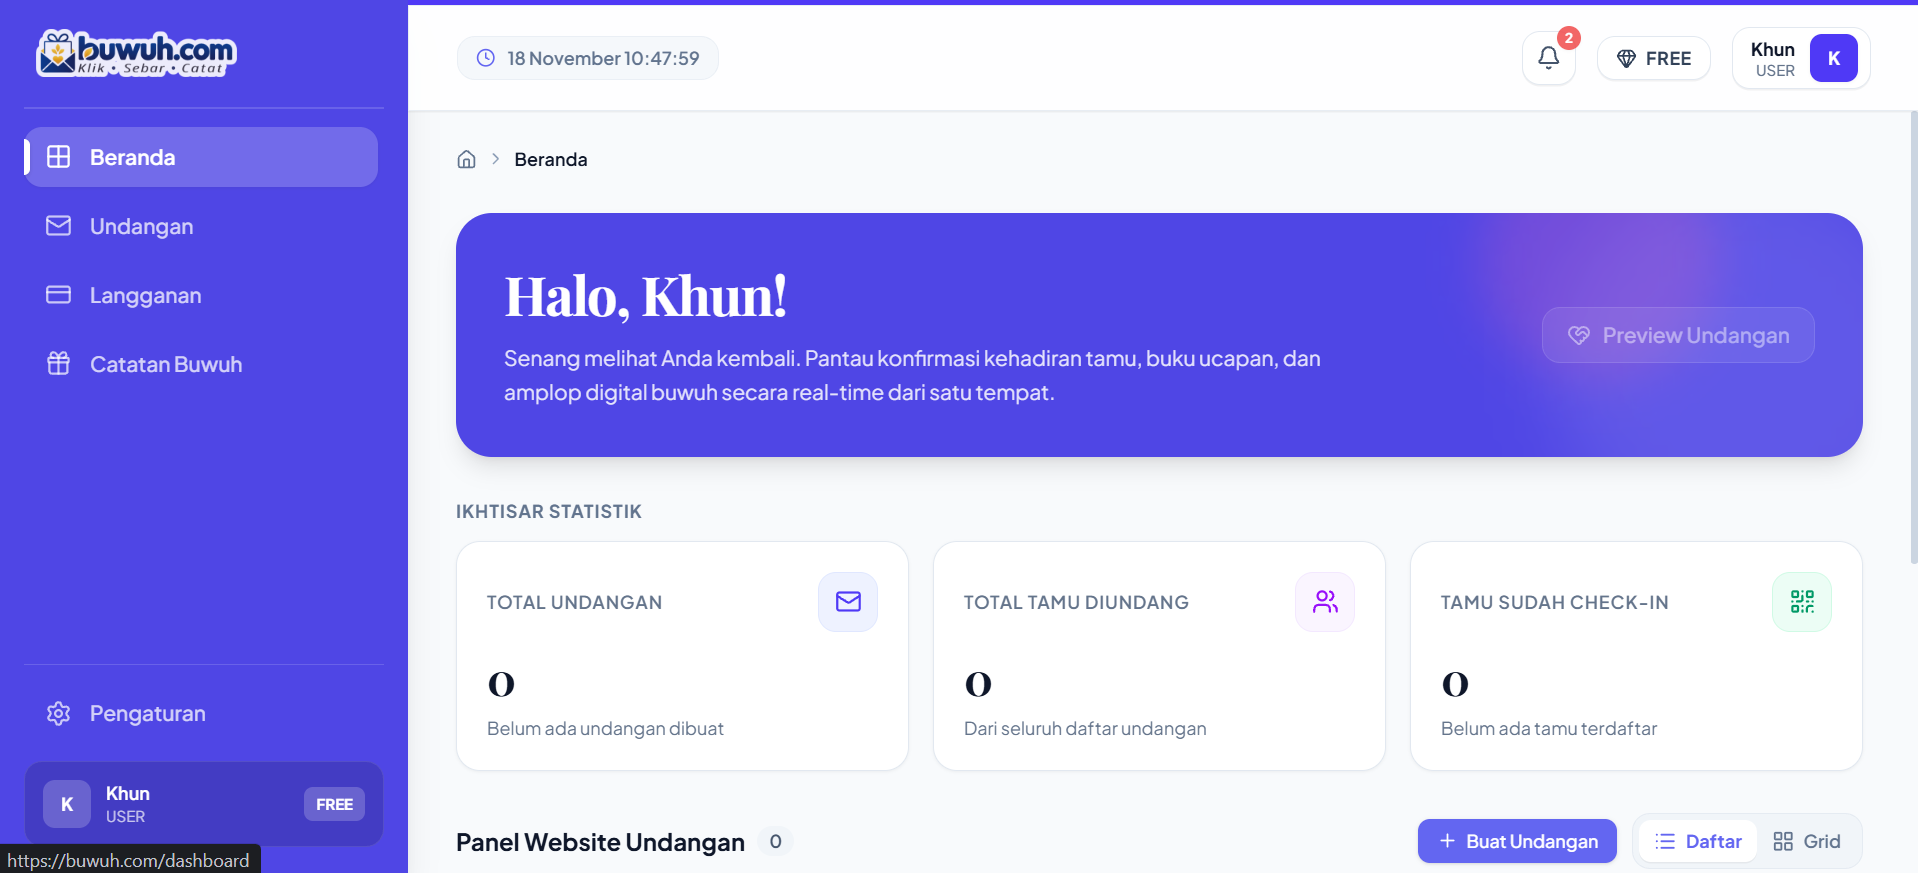 buwuh.com
Klik • Sebar • Catat
Beranda
Undangan
Langganan
Catatan Buwuh
Pengaturan
K
Khun
USER
FREE
https://buwuh.com/dashboard
18 November 10:47:59
2
FREE
Khun
USER
K
Beranda
Halo, Khun!
Senang melihat Anda kembali. Pantau konfirmasi kehadiran tamu, buku ucapan, dan
amplop digital buwuh secara real-time dari satu tempat.
Preview Undangan
IKHTISAR STATISTIK
TOTAL UNDANGAN
0
Belum ada undangan dibuat
TOTAL TAMU DIUNDANG
0
Dari seluruh daftar undangan
TAMU SUDAH CHECK-IN
0
Belum ada tamu terdaftar
Panel Website Undangan 0
+ Buat Undangan
Daftar
Grid